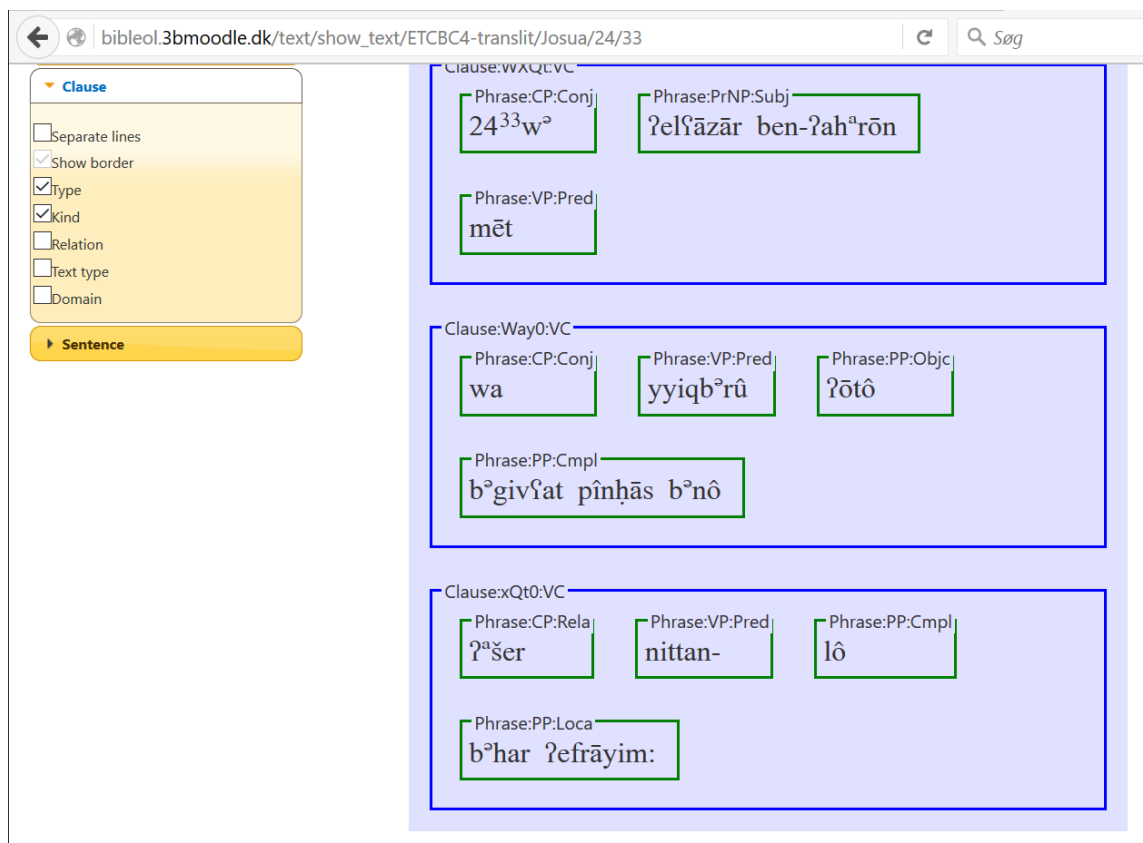 bibleol.3bmoodle.dk/text/show_text/ETCBC4-translit/Josua/24/33
Søg
Clause
Separate lines
Show border
Type
Kind
Relation
Text type
Domain
Sentence
Clause:WXQt:VC
Phrase:CP:Conj Phrase:PrNP:Subj
24³³wᵊ ʔelʕāzār ben-ʔahᵃrōn
Phrase:VP:Pred
mēt
Clause:Way0:VC
Phrase:CP:Conj Phrase:VP:Pred Phrase:PP:Objc
wa yyiqbᵊrû ʔōtô
Phrase:PP:Cmpl
bᵊgivʕat pînḥās bᵊnô
Clause:xQt0:VC
Phrase:CP:Rela Phrase:VP:Pred Phrase:PP:Cmpl
ʔᵃšer nittan- lô
Phrase:PP:Loca
bᵊhar ʔefrāyim: